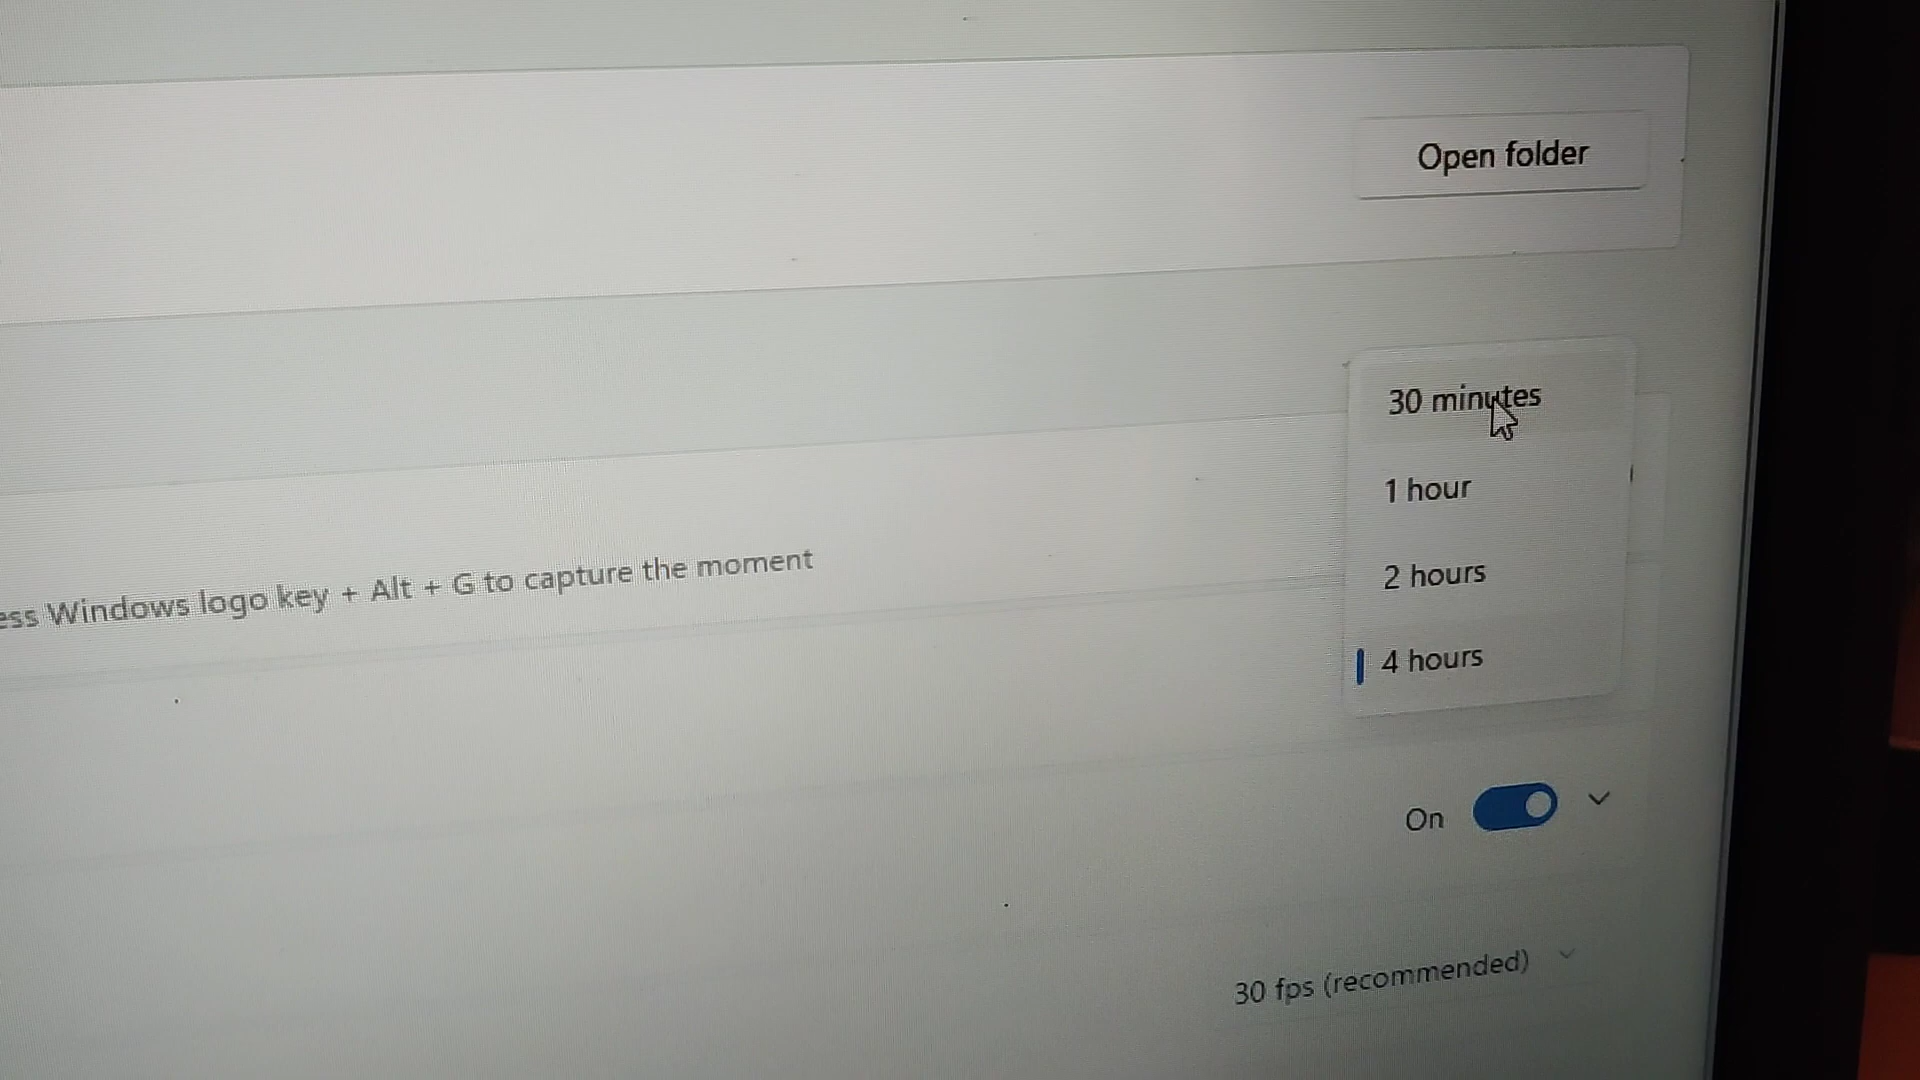 Open folder
30 minutes
1 hour
Windows logo key + Alt + G to capture the moment
2 hours
4 hours
On
30 fps (recommended)